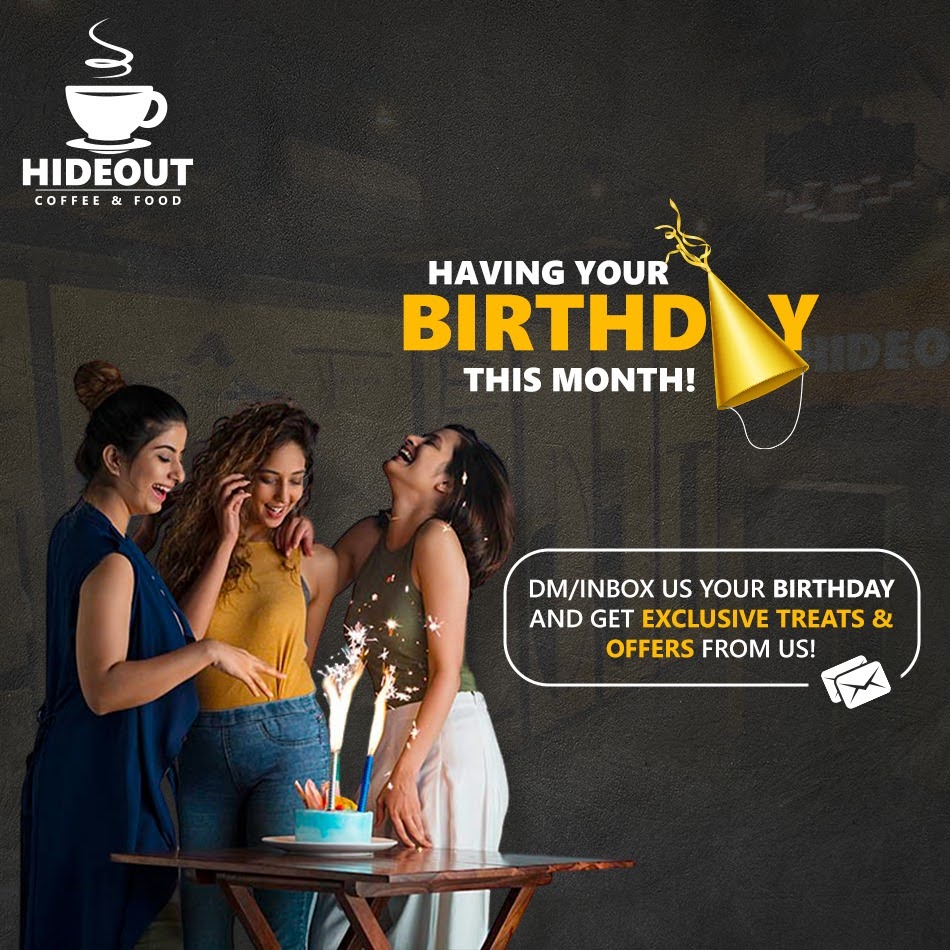 HIDEOUT
COFFEE & FOOD
HAVING YOUR
BIRTHDAY
THIS MONTH!
HIDEO
DM/INBOX US YOUR BIRTHDAY
AND GET EXCLUSIVE TREATS &
OFFERS FROM US!